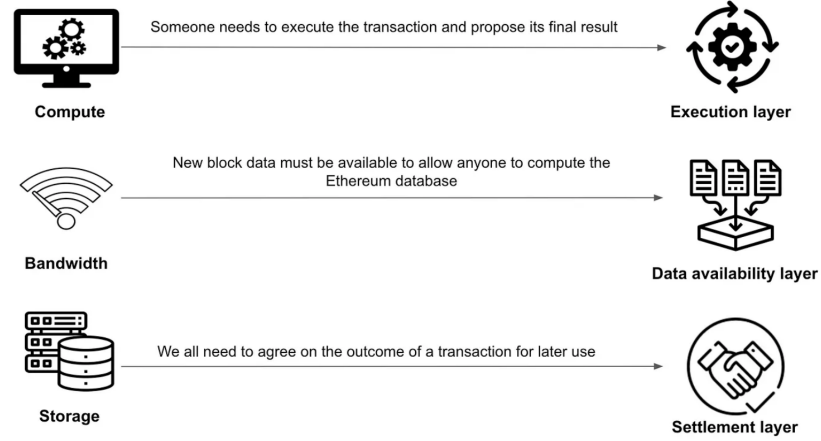 Someone needs to execute the transaction and propose its final result
Compute
Execution layer
New block data must be available to allow anyone to compute the
Ethereum database
Bandwidth
Data availability layer
We all need to agree on the outcome of a transaction for later use
Storage
Settlement layer